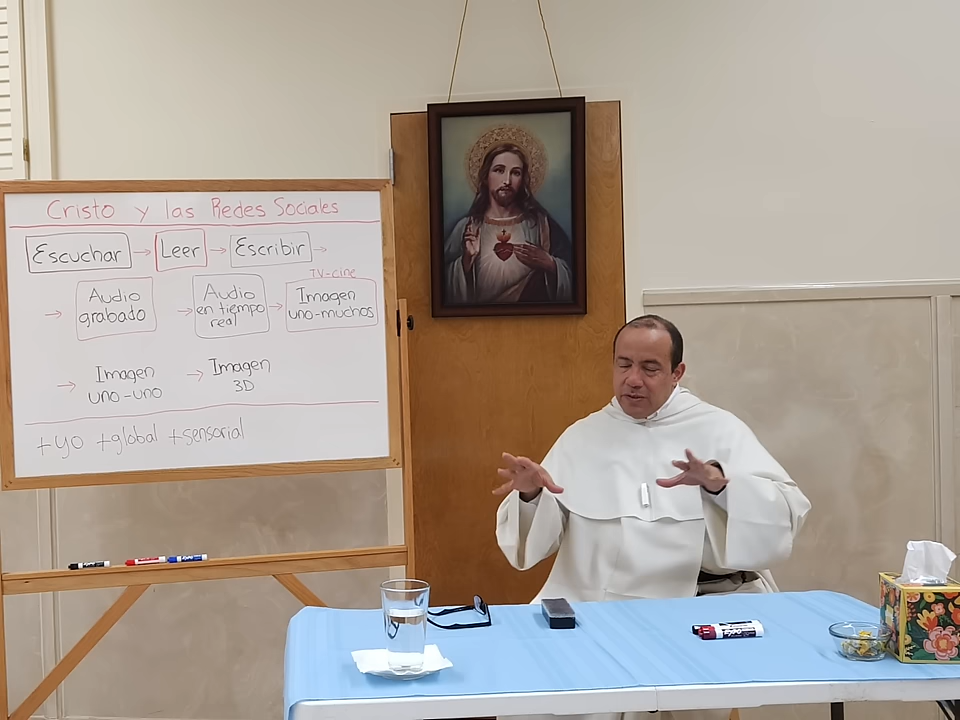 Cristo y las Redes Sociales
Escuchar → Leer → Escribir →
TV-cine
→ Audio grabado → Audio en tiempo real → Imagen uno-muchos
→ Imagen uno-uno → Imagen 3D
+yo +global +sensorial
EXPO